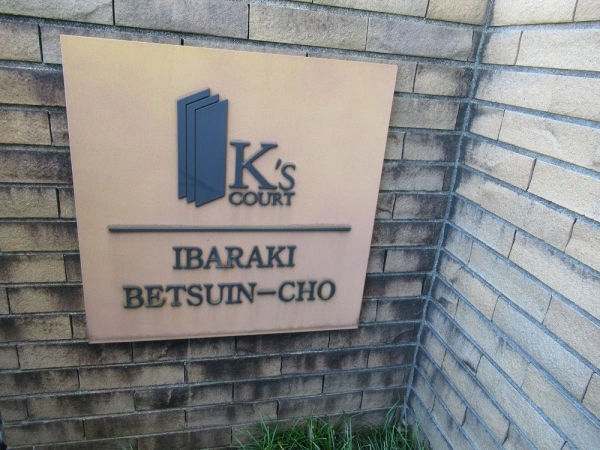 K's
COURT
IBARAKI
BETSUIN-CHO